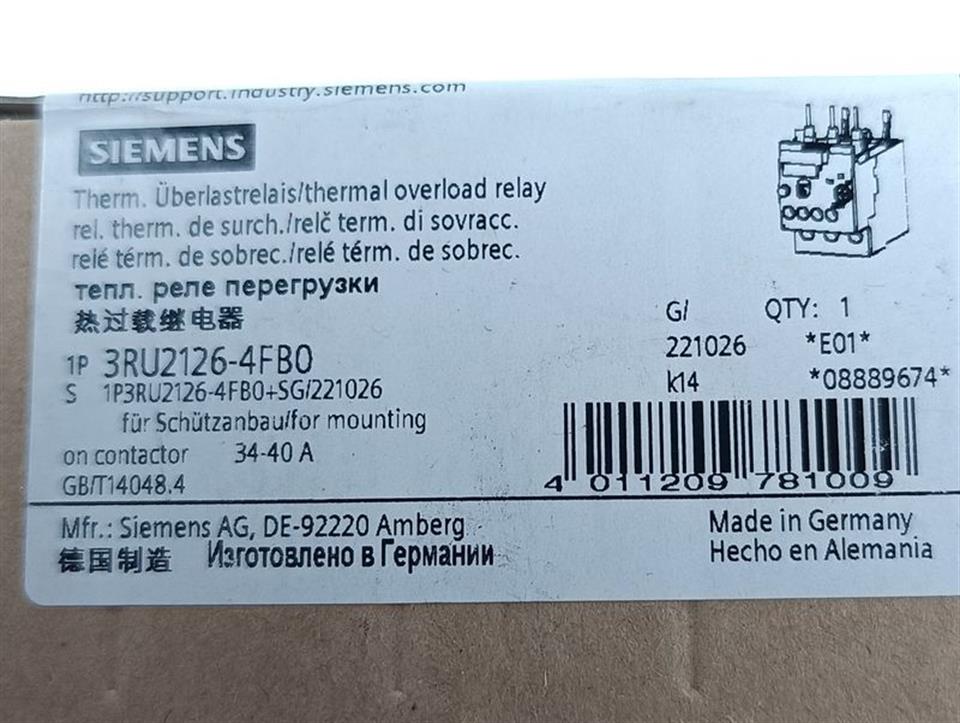 http://support.industry.siemens.com
SIEMENS
Therm. Überlastrelais/thermal overload relay
rel. therm. de surch./relč term. di sovracc.
relé térm. de sobrec./relé térm. de sobrec.
тепл. реле перегрузки
热过载继电器
G/ QTY: 1
221026 *E01*
k14 *08889674*
1P 3RU2126-4FB0
S 1P3RU2126-4FB0+SG/221026
für Schützanbau/for mounting
on contactor 34-40 A
GB/T14048.4
4 011209 781009
Mfr.: Siemens AG, DE-92220 Amberg
德国制造 Изготовлено в Германии
Made in Germany
Hecho en Alemania